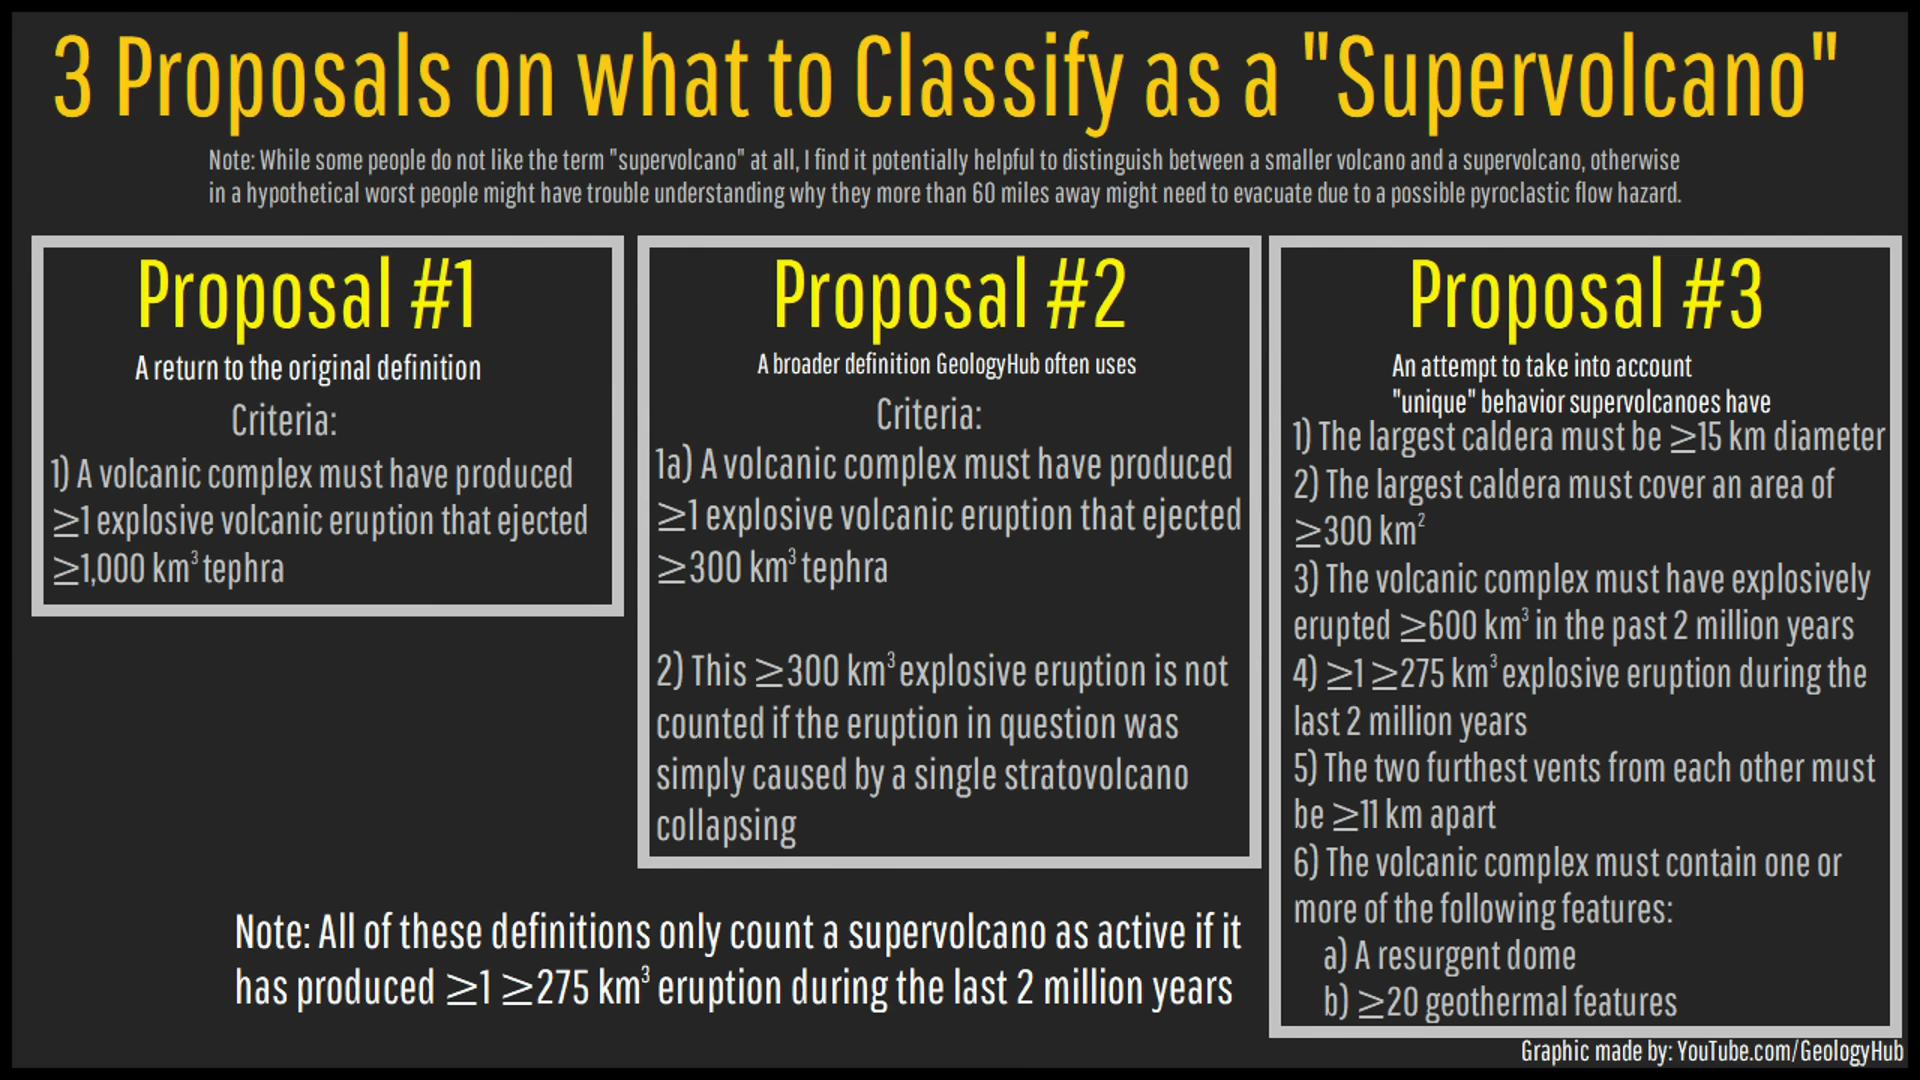 3 Proposals on what to Classify as a "Supervolcano"
Note: While some people do not like the term "supervolcano" at all, I find it potentially helpful to distinguish between a smaller volcano and a supervolcano, otherwise
in a hypothetical worst people might have trouble understanding why they more than 60 miles away might need to evacuate due to a possible pyroclastic flow hazard.
Proposal #1
A return to the original definition
Criteria:
1) A volcanic complex must have produced
≥1 explosive volcanic eruption that ejected
≥1,000 km³ tephra
Proposal #2
A broader definition GeologyHub often uses
Criteria:
1a) A volcanic complex must have produced
≥1 explosive volcanic eruption that ejected
≥300 km³ tephra
2) This ≥300 km³ explosive eruption is not
counted if the eruption in question was
simply caused by a single stratovolcano
collapsing
Proposal #3
An attempt to take into account
"unique" behavior supervolcanoes have
1) The largest caldera must be ≥15 km diameter
2) The largest caldera must cover an area of
≥300 km²
3) The volcanic complex must have explosively
erupted ≥600 km³ in the past 2 million years
4) ≥1 ≥275 km³ explosive eruption during the
last 2 million years
5) The two furthest vents from each other must
be ≥11 km apart
6) The volcanic complex must contain one or
more of the following features:
a) A resurgent dome
b) ≥20 geothermal features
Note: All of these definitions only count a supervolcano as active if it
has produced ≥1 ≥275 km³ eruption during the last 2 million years
Graphic made by: YouTube.com/GeologyHub